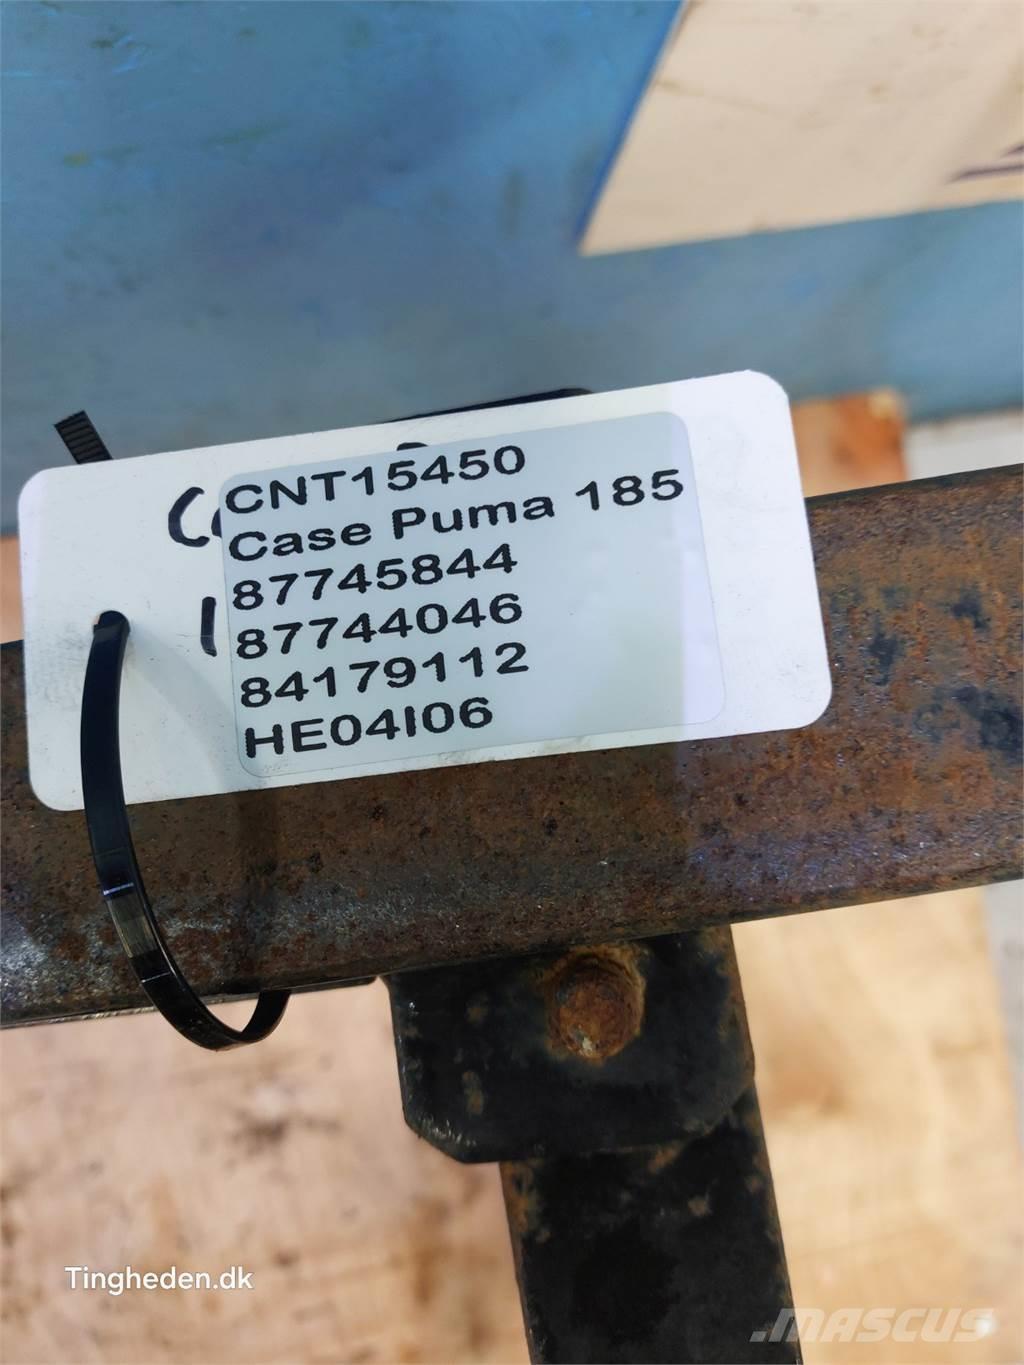 CNT15450
Case Puma 185
87745844
87744046
84179112
HE04I06
Tingheden.dk
.MASCUS